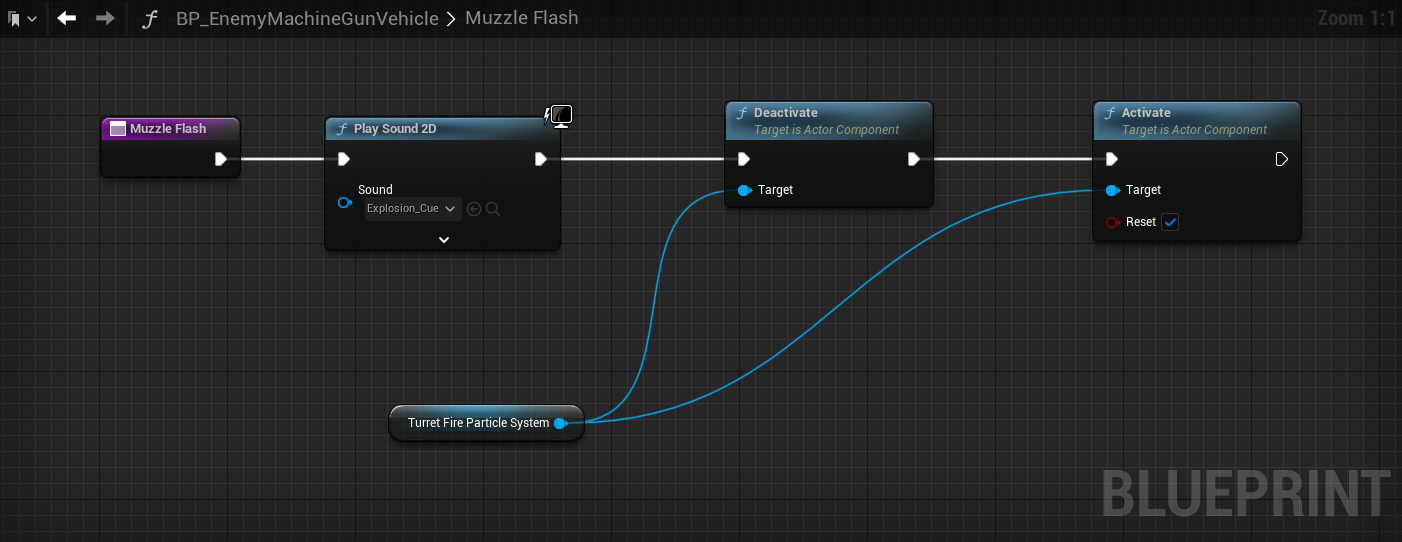 BP_EnemyMachineGunVehicle > Muzzle Flash
Zoom 1:1
Muzzle Flash
Play Sound 2D
Sound
Explosion_Cue
Deactivate
Target is Actor Component
Target
Activate
Target is Actor Component
Target
Reset
Turret Fire Particle System
BLUEPRINT